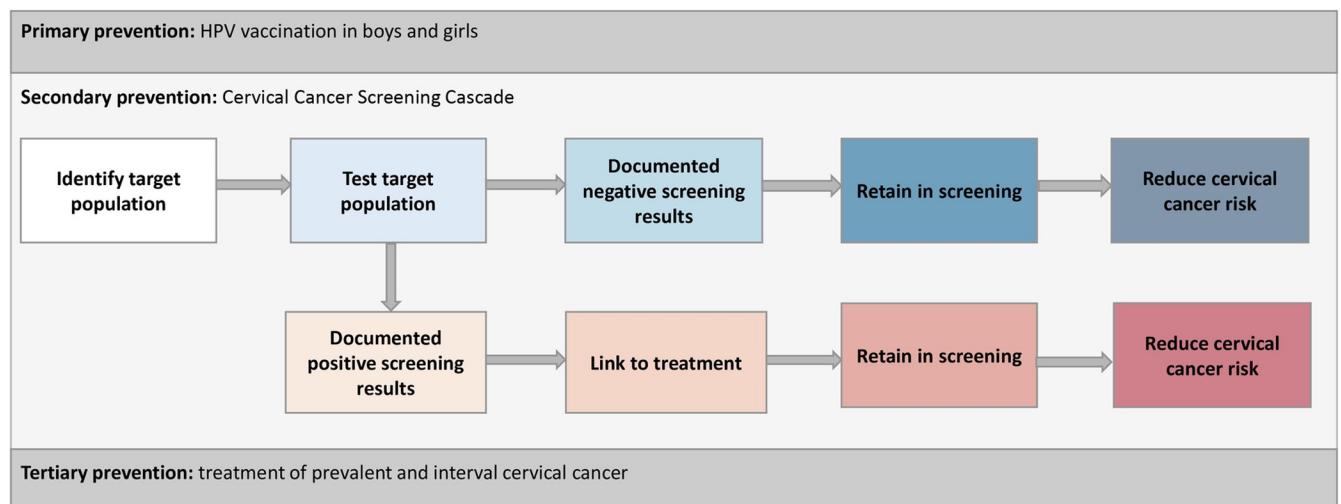 Primary prevention: HPV vaccination in boys and girls
Secondary prevention: Cervical Cancer Screening Cascade
Identify target
population
Test target
population
Documented
negative screening
results
Retain in screening
Reduce cervical
cancer risk
Documented
positive screening
results
Link to treatment
Retain in screening
Reduce cervical
cancer risk
Tertiary prevention: treatment of prevalent and interval cervical cancer